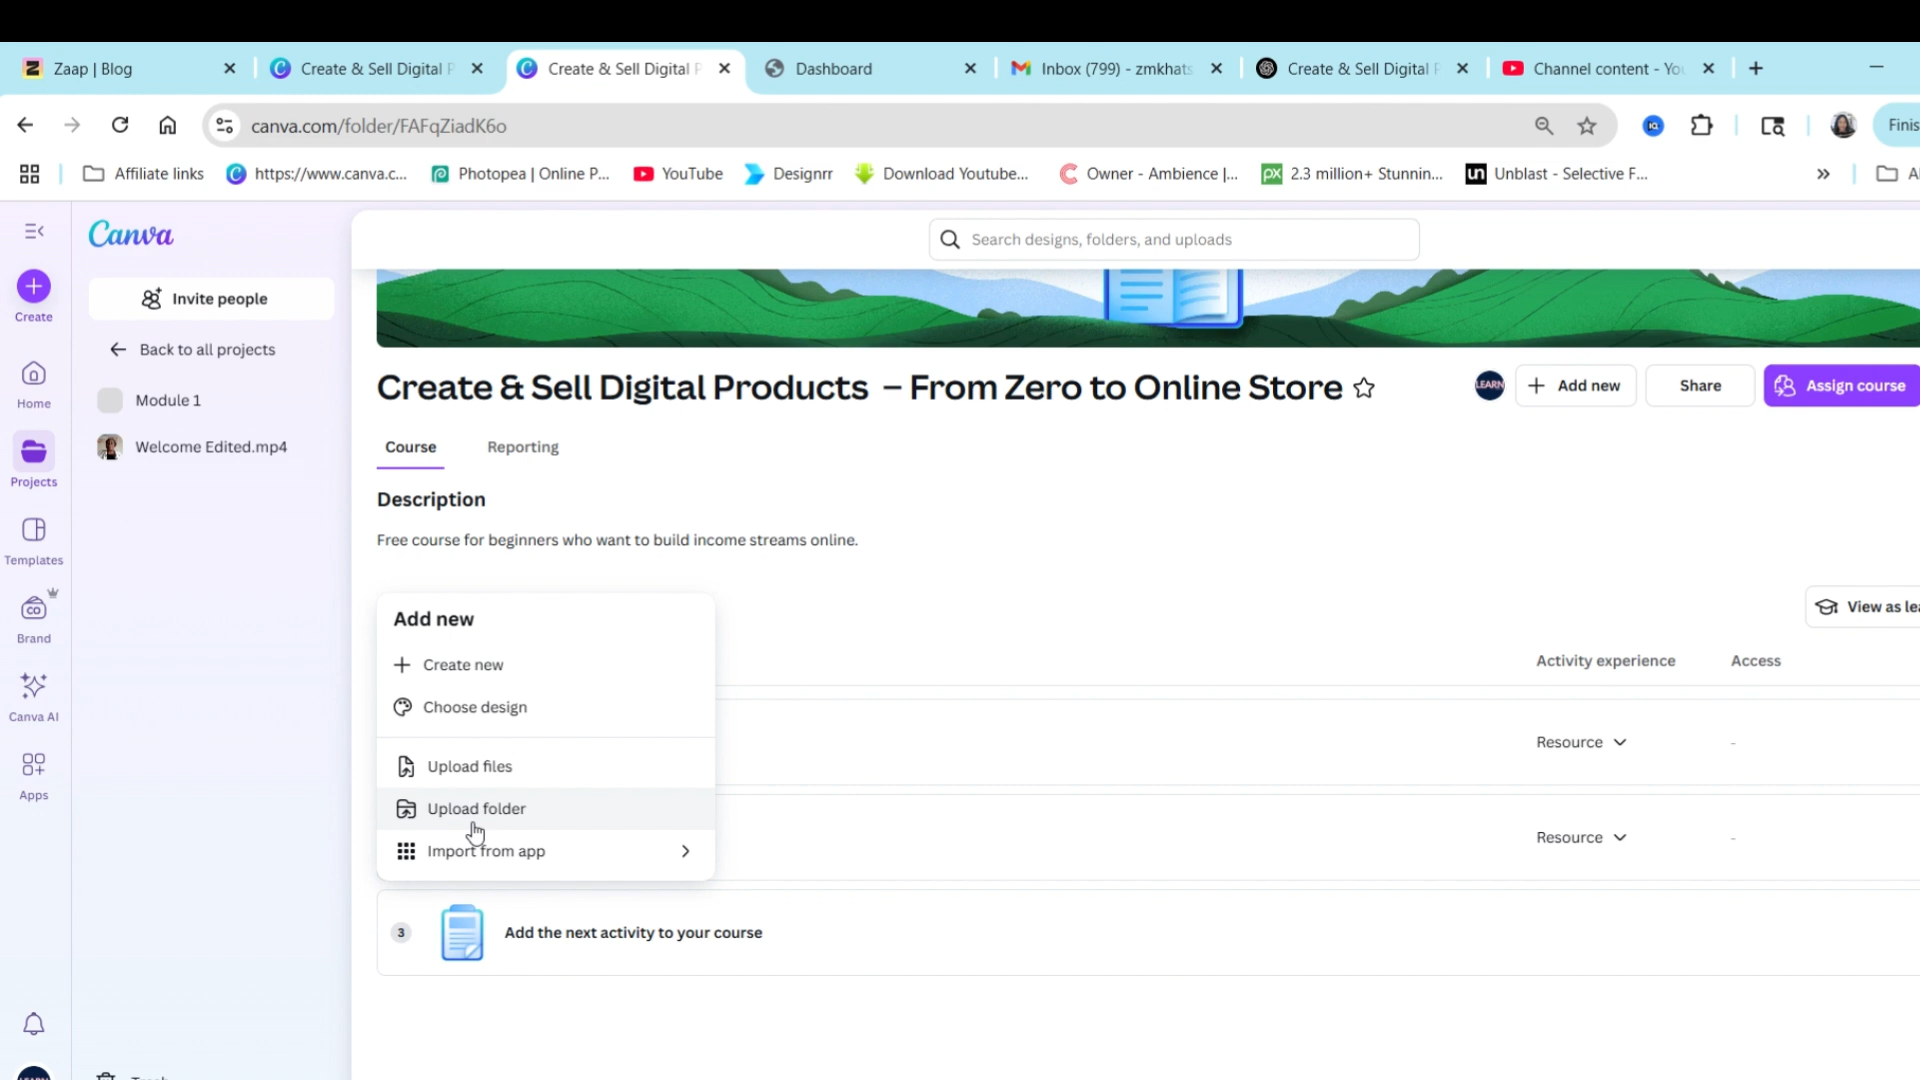 Zaap | Blog
Create & Sell Digital P
Create & Sell Digital P
Dashboard
Inbox (799) - zmkhats
Create & Sell Digital P
Channel content - You
canva.com/folder/FAFqZiadK6o
Finis
Affiliate links
https://www.canva.c...
Photopea | Online P...
YouTube
Designrr
Download Youtube...
Owner - Ambience |...
2.3 million+ Stunnin...
Unblast - Selective F...
Canva
Search designs, folders, and uploads
Create
Home
Projects
Templates
Brand
Canva AI
Apps
Invite people
Back to all projects
Module 1
Welcome Edited.mp4
Create & Sell Digital Products – From Zero to Online Store
LEARN
Add new
Share
Assign course
Course
Reporting
Description
Free course for beginners who want to build income streams online.
View as lea
Activity experience
Access
Add new
Create new
Choose design
Upload files
Upload folder
Import from app
Resource
-
Resource
-
3
Add the next activity to your course